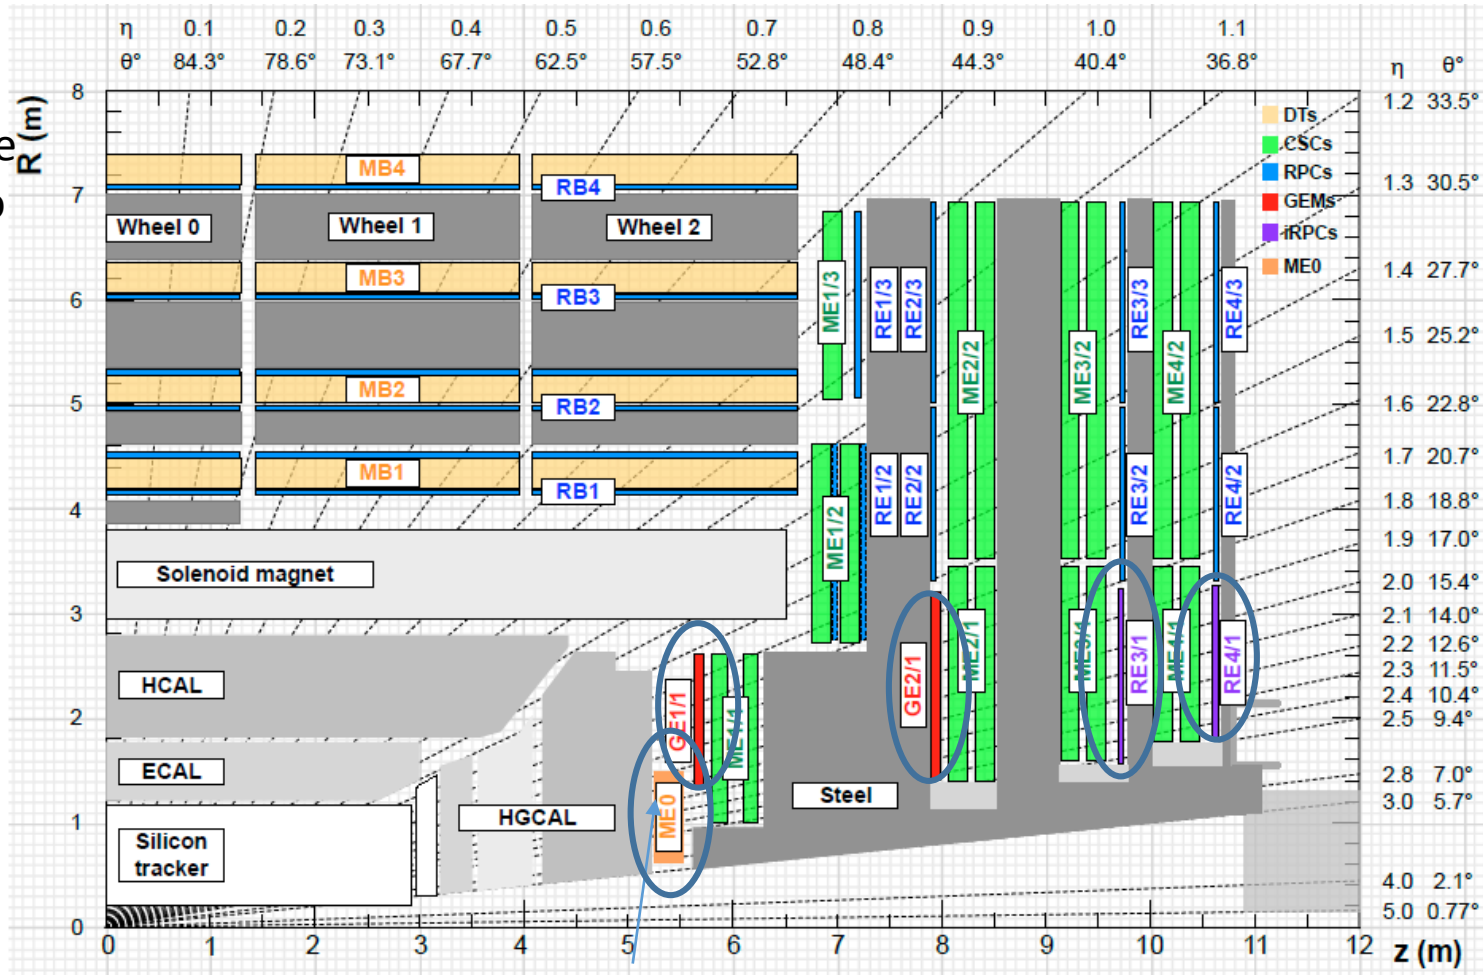 η 0.1 0.2 0.3 0.4 0.5 0.6 0.7 0.8 0.9 1.0 1.1
θ° 84.3° 78.6° 73.1° 67.7° 62.5° 57.5° 52.8° 48.4° 44.3° 40.4° 36.8° η θ°
8
R (m)
e
1.2 33.5°
DTs
CSCs
RPCs
GEMs
iRPCs
ME0
MB4
RB4
7
1.3 30.5°
Wheel 0 Wheel 1 Wheel 2
MB3
RB3
6
1.4 27.7°
ME1/3
RE1/3
RE2/3
RE3/3
RE4/3
1.5 25.2°
ME2/2
ME3/2
ME4/2
MB2
RB2
5
1.6 22.8°
MB1
RB1
1.7 20.7°
RE1/2
RE2/2
RE3/2
RE4/2
4
1.8 18.8°
ME1/2
1.9 17.0°
Solenoid magnet
2.0 15.4°
3
2.1 14.0°
2.2 12.6°
2.3 11.5°
2.4 10.4°
2.5 9.4°
HCAL
GE1/1
ME1/1
GE2/1
ME2/1
ME3/1
RE3/1
ME4/1
RE4/1
2
ECAL
2.8 7.0°
Steel
3.0 5.7°
ME0
HGCAL
1
Silicon
tracker
4.0 2.1°
5.0 0.77°
0
0 1 2 3 4 5 6 7 8 9 10 11 12
z (m)